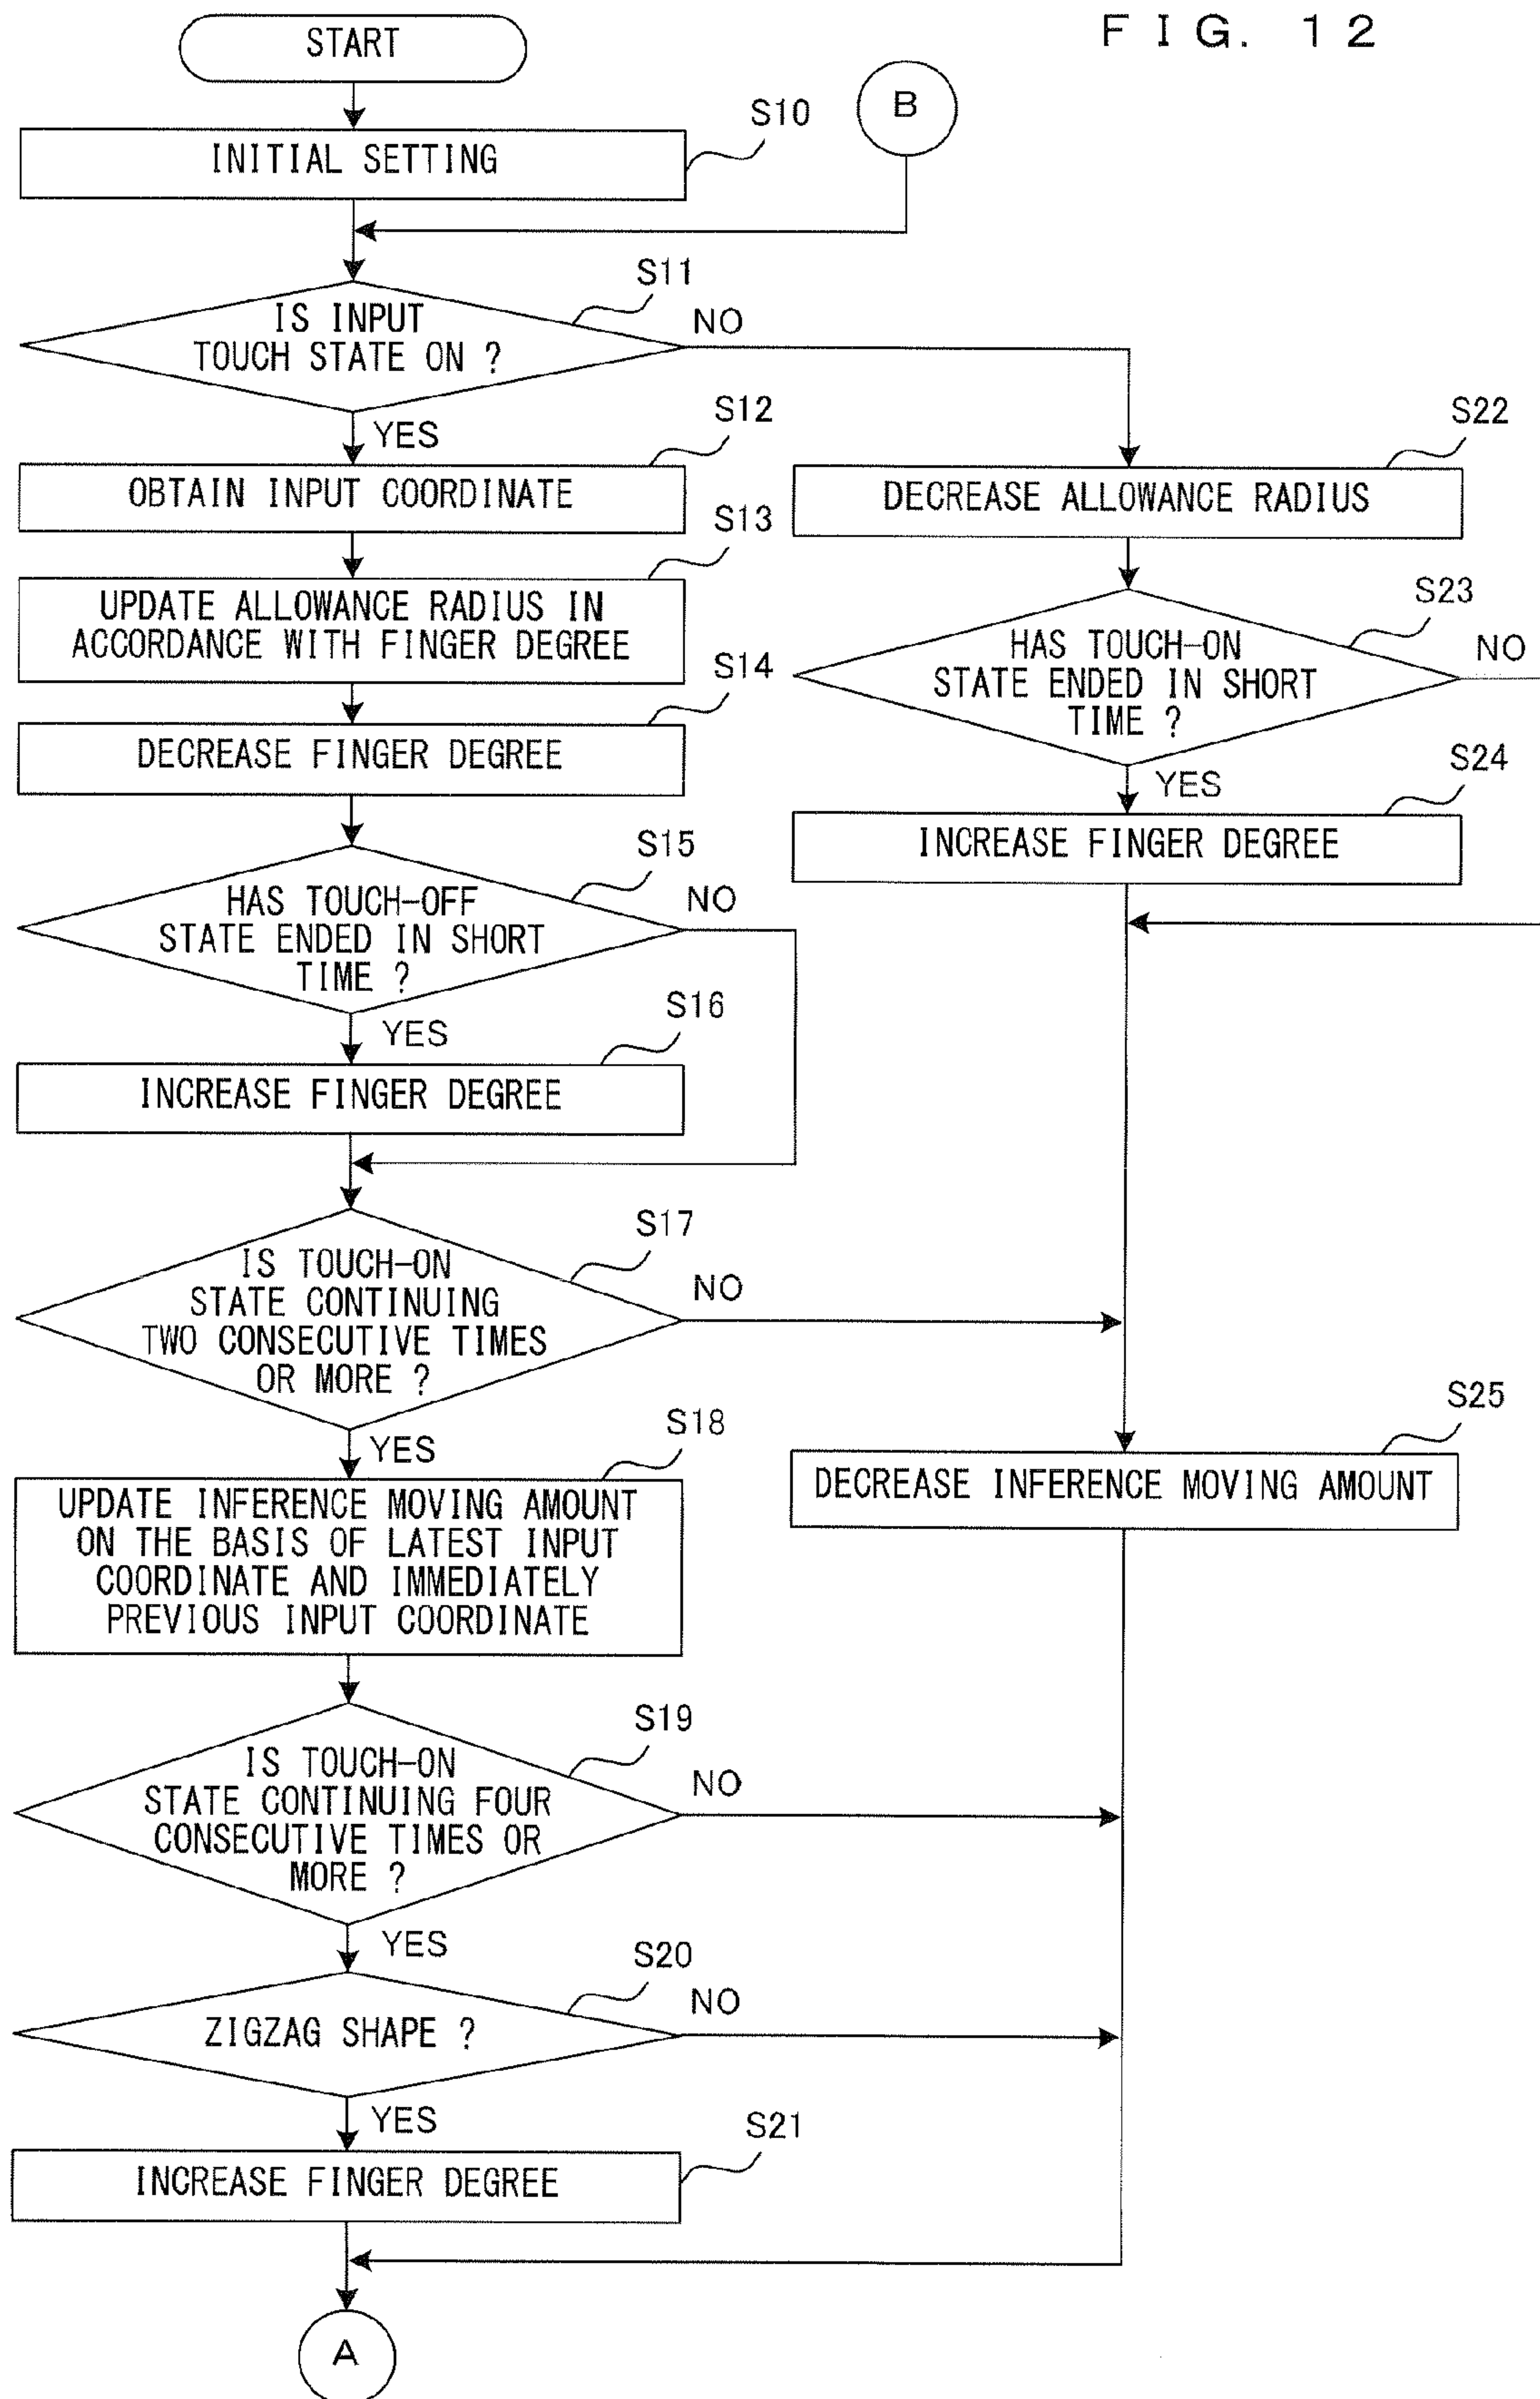 FIG. 12
START
B
S10
INITIAL SETTING
S11
IS INPUT
TOUCH STATE ON ?
NO
YES
S12
OBTAIN INPUT COORDINATE
S13
UPDATE ALLOWANCE RADIUS IN
ACCORDANCE WITH FINGER DEGREE
S14
DECREASE FINGER DEGREE
S15
HAS TOUCH-OFF
STATE ENDED IN SHORT
TIME ?
NO
YES
S16
INCREASE FINGER DEGREE
S17
IS TOUCH-ON
STATE CONTINUING
TWO CONSECUTIVE TIMES
OR MORE ?
NO
YES
S18
UPDATE INFERENCE MOVING AMOUNT
ON THE BASIS OF LATEST INPUT
COORDINATE AND IMMEDIATELY
PREVIOUS INPUT COORDINATE
S19
IS TOUCH-ON
STATE CONTINUING FOUR
CONSECUTIVE TIMES OR
MORE ?
NO
YES
S20
ZIGZAG SHAPE ?
NO
YES
S21
INCREASE FINGER DEGREE
A
S22
DECREASE ALLOWANCE RADIUS
S23
HAS TOUCH-ON
STATE ENDED IN SHORT
TIME ?
NO
YES
S24
INCREASE FINGER DEGREE
S25
DECREASE INFERENCE MOVING AMOUNT